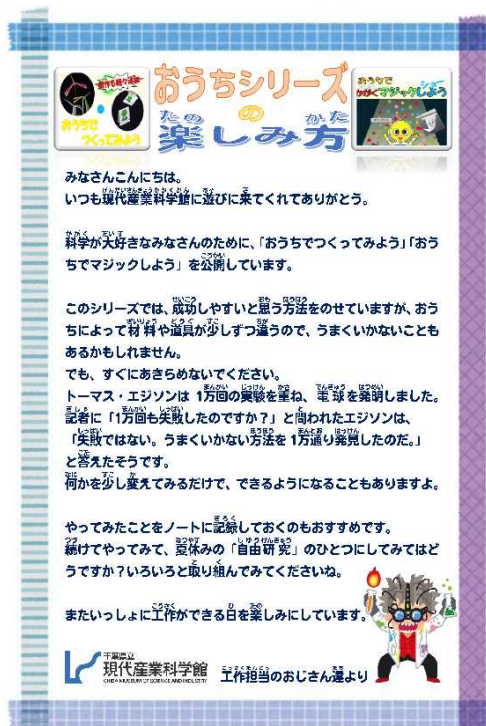 おうちで
つくってみよう
おうちシリーズ
の
楽しみ方
おうちで
かがくマジックしよう
みなさんこんにちは。
いつも現代産業科学館に遊びに来てくれてありがとう。
科学が大好きなみなさんのために、「おうちでつくってみよう」「おう
ちでマジックしよう」を公開しています。
このシリーズでは、成功しやすいと思う方法をのせていますが、おう
ちによって材料や道具が少しずつ違うので、うまくいかないことも
あるかもしれません。
でも、すぐにあきらめないでください。
トーマス・エジソンは 1万回の実験を重ね、電球を発明しました。
記者に「1万回も失敗したのですか？」と問われたエジソンは、
「失敗ではない。うまくいかない方法を 1万通り発見したのだ。」
と答えたそうです。
何かを少し変えてみるだけで、できるようになることもありますよ。
やってみたことをノートに記録しておくのもおすすめです。
続けてやってみて、夏休みの「自由研究」のひとつにしてみてはど
うですか？いろいろと取り組んでみてくださいね。
またいっしょに工作ができる日を楽しみにしています。
千葉県立
現代産業科学館
CHIBA MUSEUM OF SCIENCE AND INDUSTRY
工作担当のおじさん達より